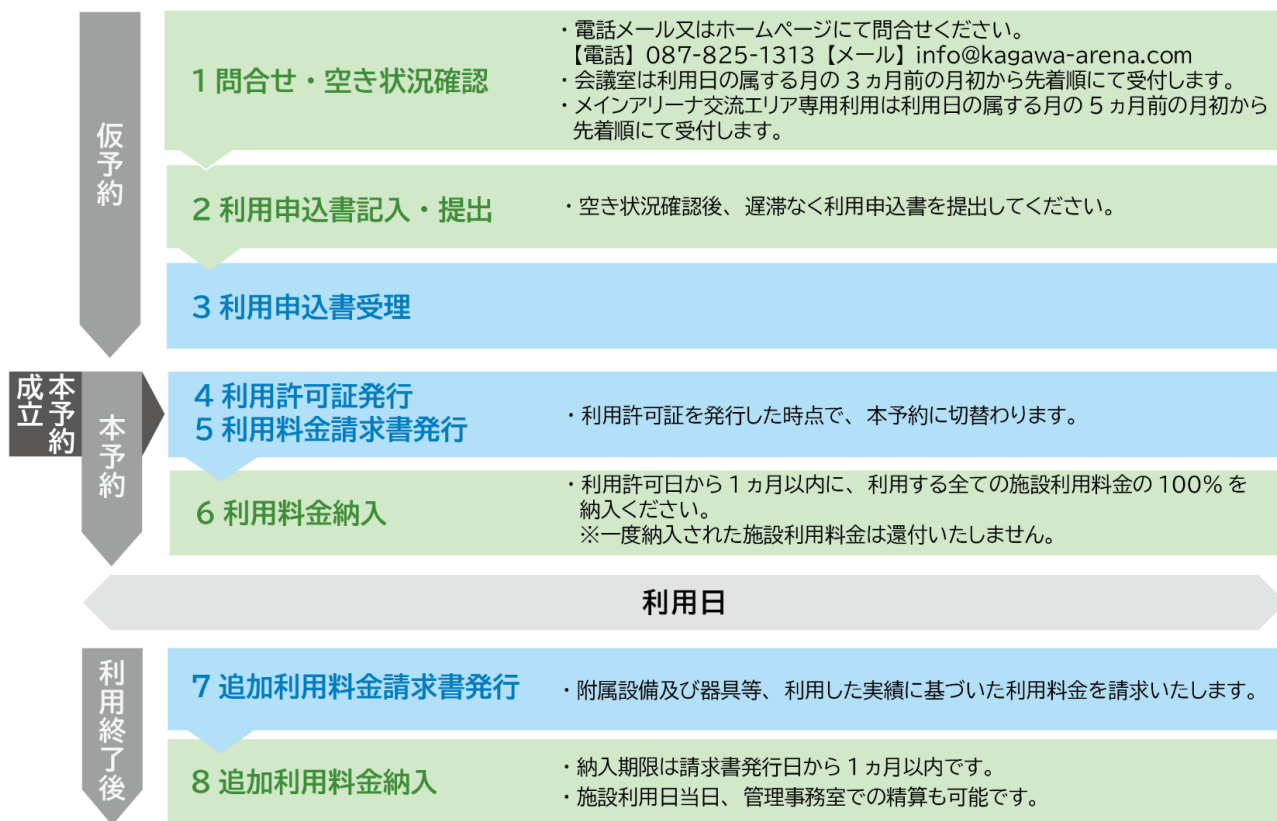 仮予約
1 問合せ・空き状況確認
・電話メール又はホームページにて問合せください。
【電話】087-825-1313【メール】info@kagawa-arena.com
・会議室は利用日の属する月の 3 ヵ月前の月初から先着順にて受付します。
・メインアリーナ交流エリア専用利用は利用日の属する月の 5 ヵ月前の月初から
先着順にて受付します。
2 利用申込書記入・提出
・空き状況確認後、遅滞なく利用申込書を提出してください。
3 利用申込書受理
本予約
成立
本予約
4 利用許可証発行
5 利用料金請求書発行
・利用許可証を発行した時点で、本予約に切替わります。
6 利用料金納入
・利用許可日から 1 ヵ月以内に、利用する全ての施設利用料金の 100% を
納入ください。
※一度納入された施設利用料金は還付いたしません。
利用日
利用終了後
7 追加利用料金請求書発行
・附属設備及び器具等、利用した実績に基づいた利用料金を請求いたします。
8 追加利用料金納入
・納入期限は請求書発行日から 1 ヵ月以内です。
・施設利用日当日、管理事務室での精算も可能です。